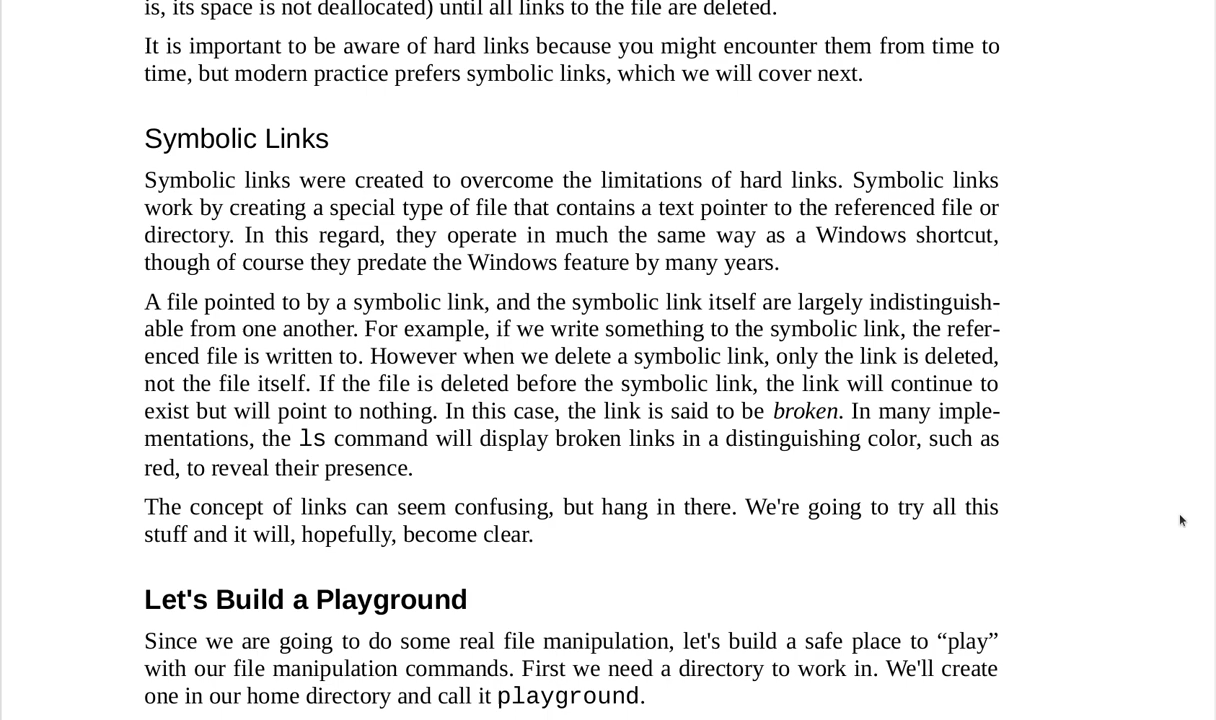 is, its space is not deallocated) until all links to the file are deleted.
It is important to be aware of hard links because you might encounter them from time to
time, but modern practice prefers symbolic links, which we will cover next.
Symbolic Links
Symbolic links were created to overcome the limitations of hard links. Symbolic links
work by creating a special type of file that contains a text pointer to the referenced file or
directory. In this regard, they operate in much the same way as a Windows shortcut,
though of course they predate the Windows feature by many years.
A file pointed to by a symbolic link, and the symbolic link itself are largely indistinguish-
able from one another. For example, if we write something to the symbolic link, the refer-
enced file is written to. However when we delete a symbolic link, only the link is deleted,
not the file itself. If the file is deleted before the symbolic link, the link will continue to
exist but will point to nothing. In this case, the link is said to be broken. In many imple-
mentations, the ls command will display broken links in a distinguishing color, such as
red, to reveal their presence.
The concept of links can seem confusing, but hang in there. We're going to try all this
stuff and it will, hopefully, become clear.
Let's Build a Playground
Since we are going to do some real file manipulation, let's build a safe place to “play”
with our file manipulation commands. First we need a directory to work in. We'll create
one in our home directory and call it playground.